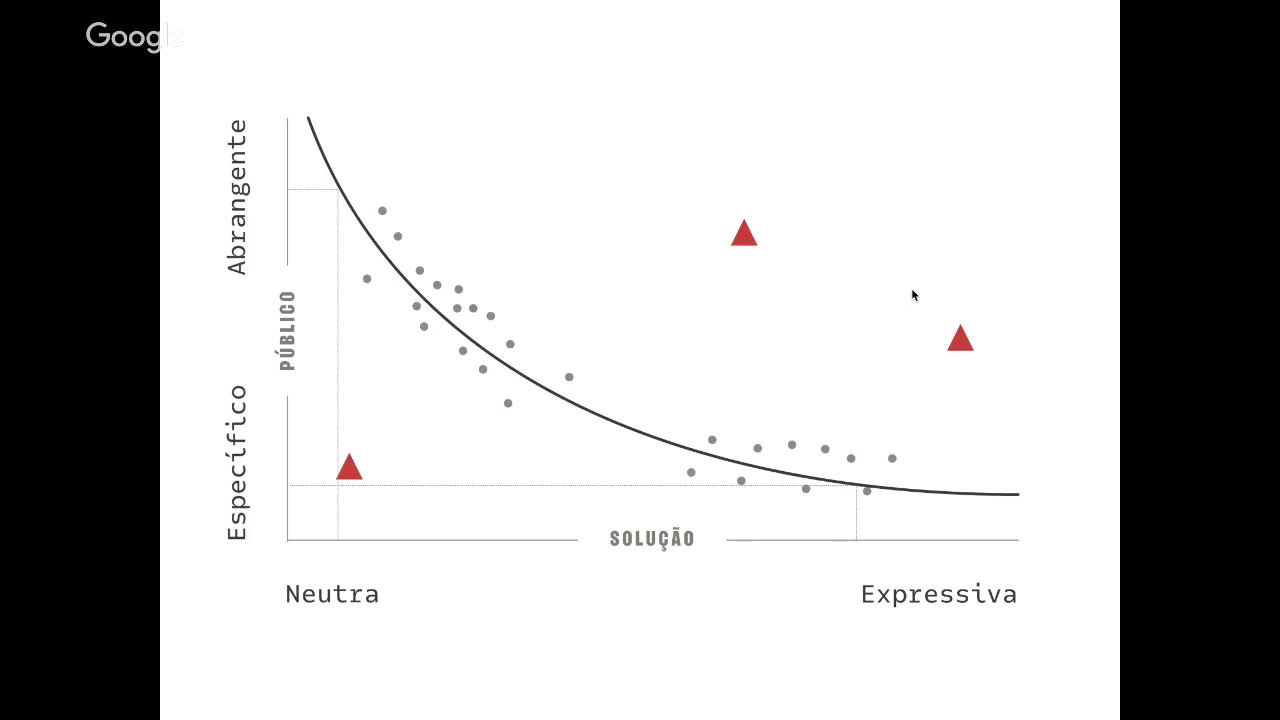 Google
Abrangente
PÚBLICO
Específico
SOLUÇÃO
Neutra
Expressiva